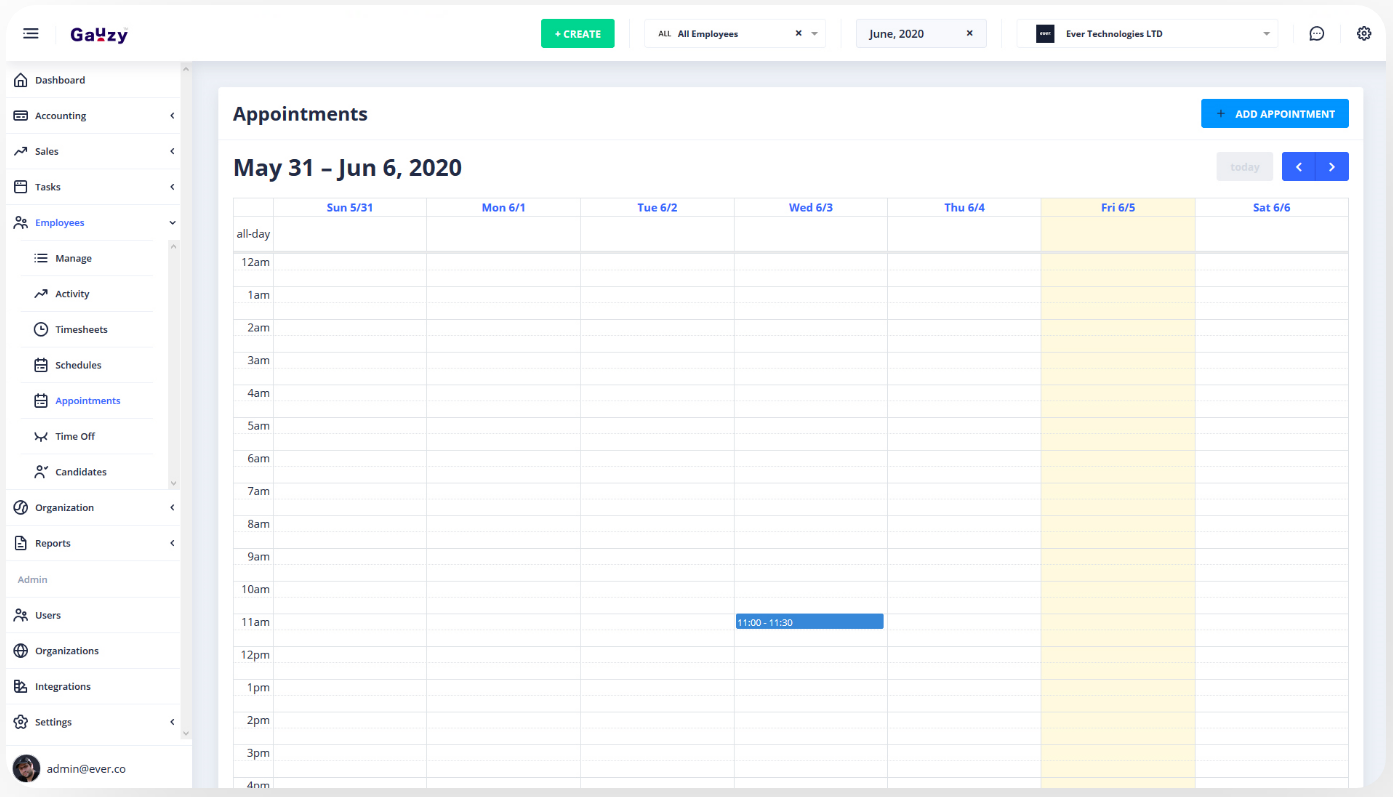 Gauzy
+ CREATE
ALL All Employees ×
June, 2020 ×
EVER Ever Technologies LTD
Dashboard
Accounting
Sales
Tasks
Employees
Manage
Activity
Timesheets
Schedules
Appointments
Time Off
Candidates
Organization
Reports
Admin
Users
Organizations
Integrations
Settings
admin@ever.co
Appointments
+ ADD APPOINTMENT
May 31 – Jun 6, 2020
today
Sun 5/31 Mon 6/1 Tue 6/2 Wed 6/3 Thu 6/4 Fri 6/5 Sat 6/6
all-day
12am
1am
2am
3am
4am
5am
6am
7am
8am
9am
10am
11am 11:00 - 11:30
12pm
1pm
2pm
3pm
4pm